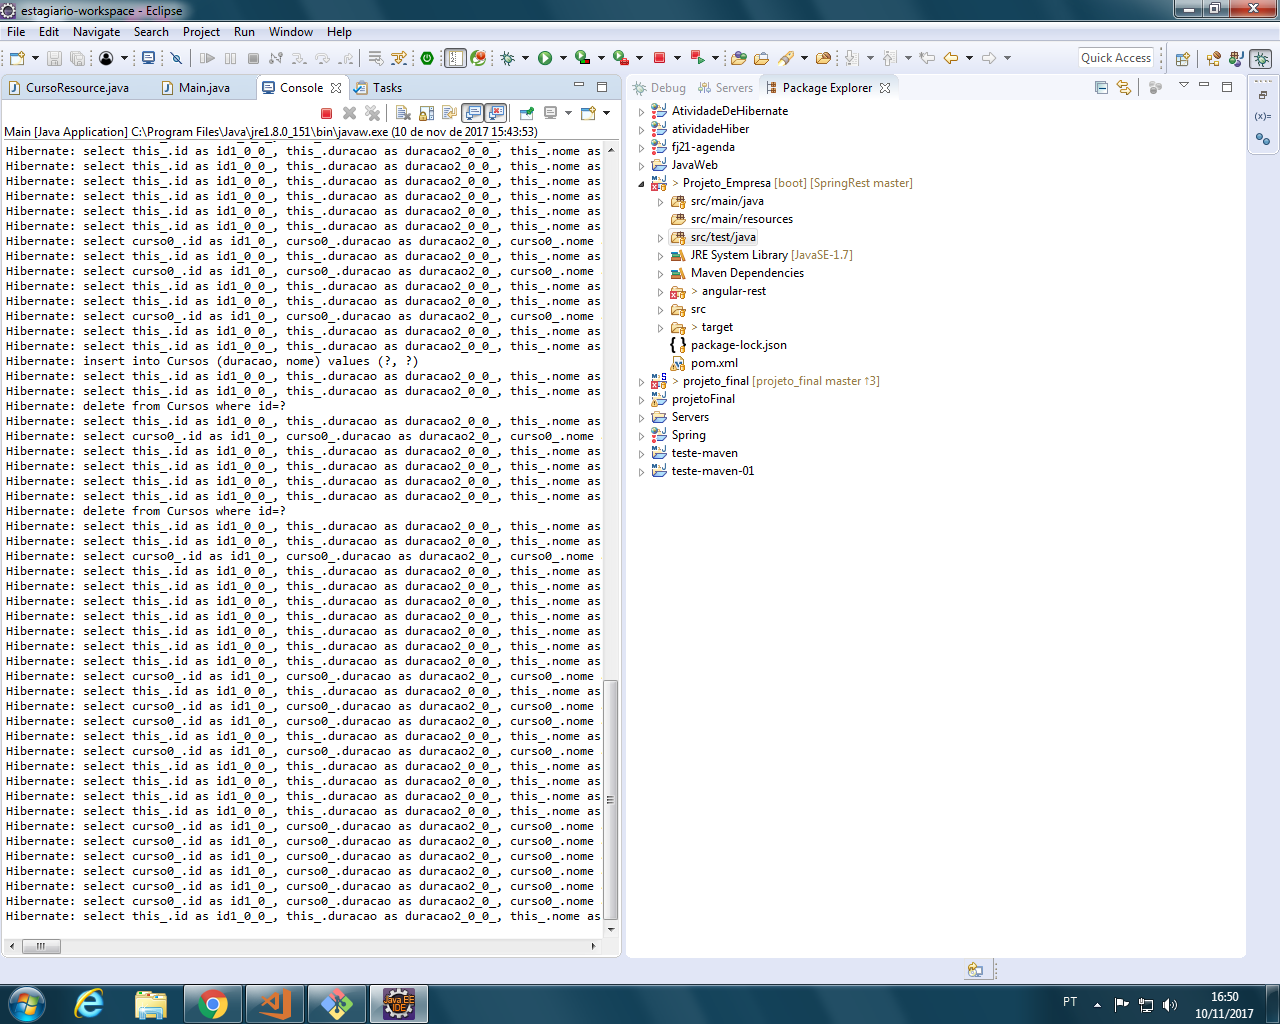 estagiario-workspace - Eclipse
File Edit Navigate Search Project Run Window Help
Quick Access
CursoResource.java Main.java Console Tasks
Main [Java Application] C:\Program Files\Java\jre1.8.0_151\bin\javaw.exe (10 de nov de 2017 15:43:53)
Hibernate: select this_.id as id1_0_0_, this_.duracao as duracao2_0_0_, this_.nome as
Hibernate: select this_.id as id1_0_0_, this_.duracao as duracao2_0_0_, this_.nome as
Hibernate: select this_.id as id1_0_0_, this_.duracao as duracao2_0_0_, this_.nome as
Hibernate: select this_.id as id1_0_0_, this_.duracao as duracao2_0_0_, this_.nome as
Hibernate: select this_.id as id1_0_0_, this_.duracao as duracao2_0_0_, this_.nome as
Hibernate: select this_.id as id1_0_0_, this_.duracao as duracao2_0_0_, this_.nome as
Hibernate: select curso0_.id as id1_0_, curso0_.duracao as duracao2_0_, curso0_.nome
Hibernate: select this_.id as id1_0_0_, this_.duracao as duracao2_0_0_, this_.nome as
Hibernate: select curso0_.id as id1_0_, curso0_.duracao as duracao2_0_, curso0_.nome
Hibernate: select this_.id as id1_0_0_, this_.duracao as duracao2_0_0_, this_.nome as
Hibernate: select this_.id as id1_0_0_, this_.duracao as duracao2_0_0_, this_.nome as
Hibernate: select curso0_.id as id1_0_, curso0_.duracao as duracao2_0_, curso0_.nome
Hibernate: select this_.id as id1_0_0_, this_.duracao as duracao2_0_0_, this_.nome as
Hibernate: select this_.id as id1_0_0_, this_.duracao as duracao2_0_0_, this_.nome as
Hibernate: insert into Cursos (duracao, nome) values (?, ?)
Hibernate: select this_.id as id1_0_0_, this_.duracao as duracao2_0_0_, this_.nome as
Hibernate: select this_.id as id1_0_0_, this_.duracao as duracao2_0_0_, this_.nome as
Hibernate: delete from Cursos where id=?
Hibernate: select this_.id as id1_0_0_, this_.duracao as duracao2_0_0_, this_.nome as
Hibernate: select curso0_.id as id1_0_, curso0_.duracao as duracao2_0_, curso0_.nome
Hibernate: select this_.id as id1_0_0_, this_.duracao as duracao2_0_0_, this_.nome as
Hibernate: select this_.id as id1_0_0_, this_.duracao as duracao2_0_0_, this_.nome as
Hibernate: select this_.id as id1_0_0_, this_.duracao as duracao2_0_0_, this_.nome as
Hibernate: select this_.id as id1_0_0_, this_.duracao as duracao2_0_0_, this_.nome as
Hibernate: delete from Cursos where id=?
Hibernate: select this_.id as id1_0_0_, this_.duracao as duracao2_0_0_, this_.nome as
Hibernate: select this_.id as id1_0_0_, this_.duracao as duracao2_0_0_, this_.nome as
Hibernate: select curso0_.id as id1_0_, curso0_.duracao as duracao2_0_, curso0_.nome
Hibernate: select this_.id as id1_0_0_, this_.duracao as duracao2_0_0_, this_.nome as
Hibernate: select this_.id as id1_0_0_, this_.duracao as duracao2_0_0_, this_.nome as
Hibernate: select this_.id as id1_0_0_, this_.duracao as duracao2_0_0_, this_.nome as
Hibernate: select this_.id as id1_0_0_, this_.duracao as duracao2_0_0_, this_.nome as
Hibernate: select this_.id as id1_0_0_, this_.duracao as duracao2_0_0_, this_.nome as
Hibernate: select this_.id as id1_0_0_, this_.duracao as duracao2_0_0_, this_.nome as
Hibernate: select this_.id as id1_0_0_, this_.duracao as duracao2_0_0_, this_.nome as
Hibernate: select curso0_.id as id1_0_, curso0_.duracao as duracao2_0_, curso0_.nome
Hibernate: select this_.id as id1_0_0_, this_.duracao as duracao2_0_0_, this_.nome as
Hibernate: select curso0_.id as id1_0_, curso0_.duracao as duracao2_0_, curso0_.nome
Hibernate: select curso0_.id as id1_0_, curso0_.duracao as duracao2_0_, curso0_.nome
Hibernate: select this_.id as id1_0_0_, this_.duracao as duracao2_0_0_, this_.nome as
Hibernate: select curso0_.id as id1_0_, curso0_.duracao as duracao2_0_, curso0_.nome
Hibernate: select this_.id as id1_0_0_, this_.duracao as duracao2_0_0_, this_.nome as
Hibernate: select this_.id as id1_0_0_, this_.duracao as duracao2_0_0_, this_.nome as
Hibernate: select this_.id as id1_0_0_, this_.duracao as duracao2_0_0_, this_.nome as
Hibernate: select this_.id as id1_0_0_, this_.duracao as duracao2_0_0_, this_.nome as
Hibernate: select curso0_.id as id1_0_, curso0_.duracao as duracao2_0_, curso0_.nome
Hibernate: select curso0_.id as id1_0_, curso0_.duracao as duracao2_0_, curso0_.nome
Hibernate: select curso0_.id as id1_0_, curso0_.duracao as duracao2_0_, curso0_.nome
Hibernate: select curso0_.id as id1_0_, curso0_.duracao as duracao2_0_, curso0_.nome
Hibernate: select curso0_.id as id1_0_, curso0_.duracao as duracao2_0_, curso0_.nome
Hibernate: select curso0_.id as id1_0_, curso0_.duracao as duracao2_0_, curso0_.nome
Hibernate: select this_.id as id1_0_0_, this_.duracao as duracao2_0_0_, this_.nome as
Debug Servers Package Explorer
AtividadeDeHibernate
atividadeHiber
fj21-agenda
JavaWeb
> Projeto_Empresa [boot] [SpringRest master]
src/main/java
src/main/resources
src/test/java
JRE System Library [JavaSE-1.7]
Maven Dependencies
> angular-rest
src
> target
package-lock.json
pom.xml
> projeto_final [projeto_final master ↑3]
projetoFinal
Servers
Spring
teste-maven
teste-maven-01
(x)=
Java EE
IDE
PT
16:50
10/11/2017